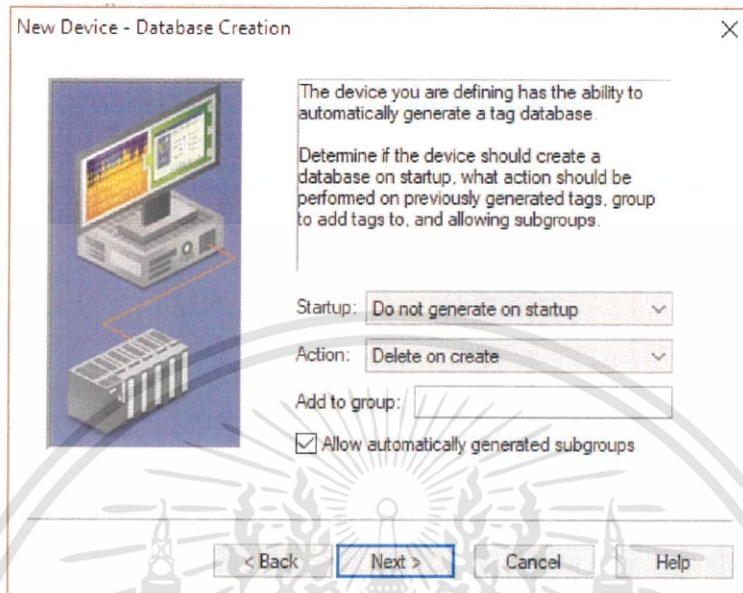 New Device - Database Creation
The device you are defining has the ability to
automatically generate a tag database.
Determine if the device should create a
database on startup, what action should be
performed on previously generated tags, group
to add tags to, and allowing subgroups.
Startup: Do not generate on startup
Action: Delete on create
Add to group:
Allow automatically generated subgroups
< Back Next > Cancel Help